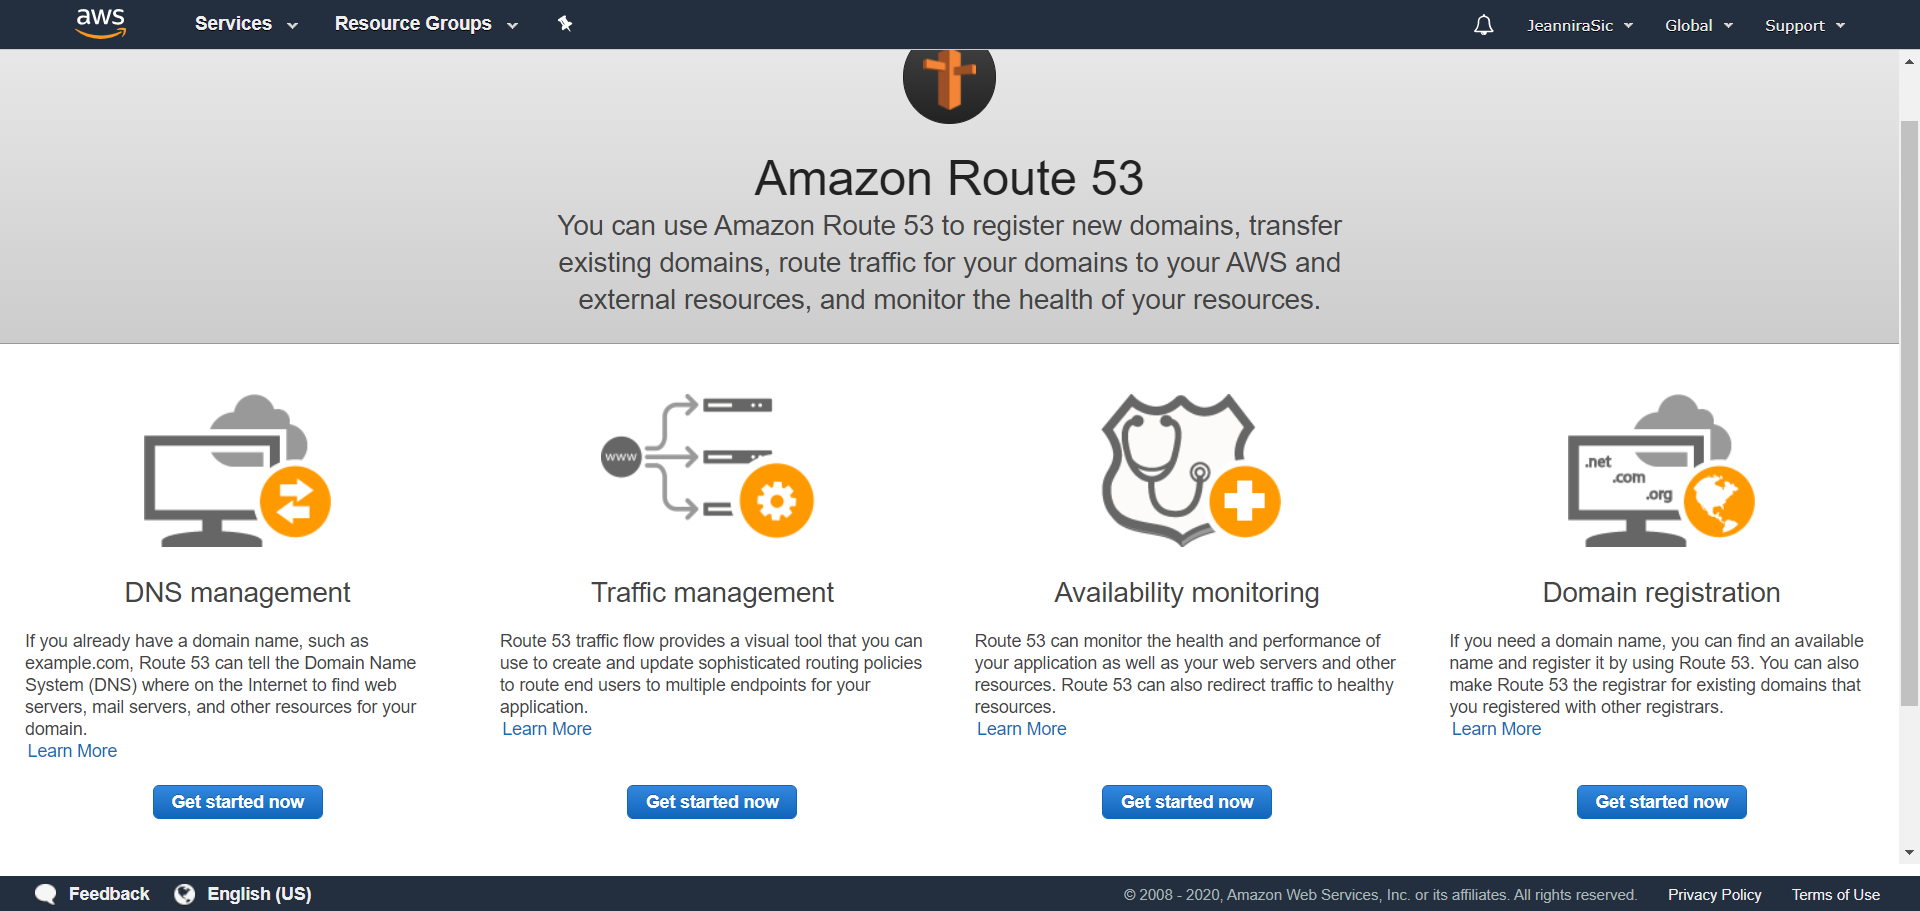 aws Services Resource Groups JeanniraSic Global Support
Amazon Route 53
You can use Amazon Route 53 to register new domains, transfer
existing domains, route traffic for your domains to your AWS and
external resources, and monitor the health of your resources.
www
.net
.com
.org
DNS management
If you already have a domain name, such as
example.com, Route 53 can tell the Domain Name
System (DNS) where on the Internet to find web
servers, mail servers, and other resources for your
domain.
Learn More
Get started now
Traffic management
Route 53 traffic flow provides a visual tool that you can
use to create and update sophisticated routing policies
to route end users to multiple endpoints for your
application.
Learn More
Get started now
Availability monitoring
Route 53 can monitor the health and performance of
your application as well as your web servers and other
resources. Route 53 can also redirect traffic to healthy
resources.
Learn More
Get started now
Domain registration
If you need a domain name, you can find an available
name and register it by using Route 53. You can also
make Route 53 the registrar for existing domains that
you registered with other registrars.
Learn More
Get started now
Feedback English (US) © 2008 - 2020, Amazon Web Services, Inc. or its affiliates. All rights reserved. Privacy Policy Terms of Use